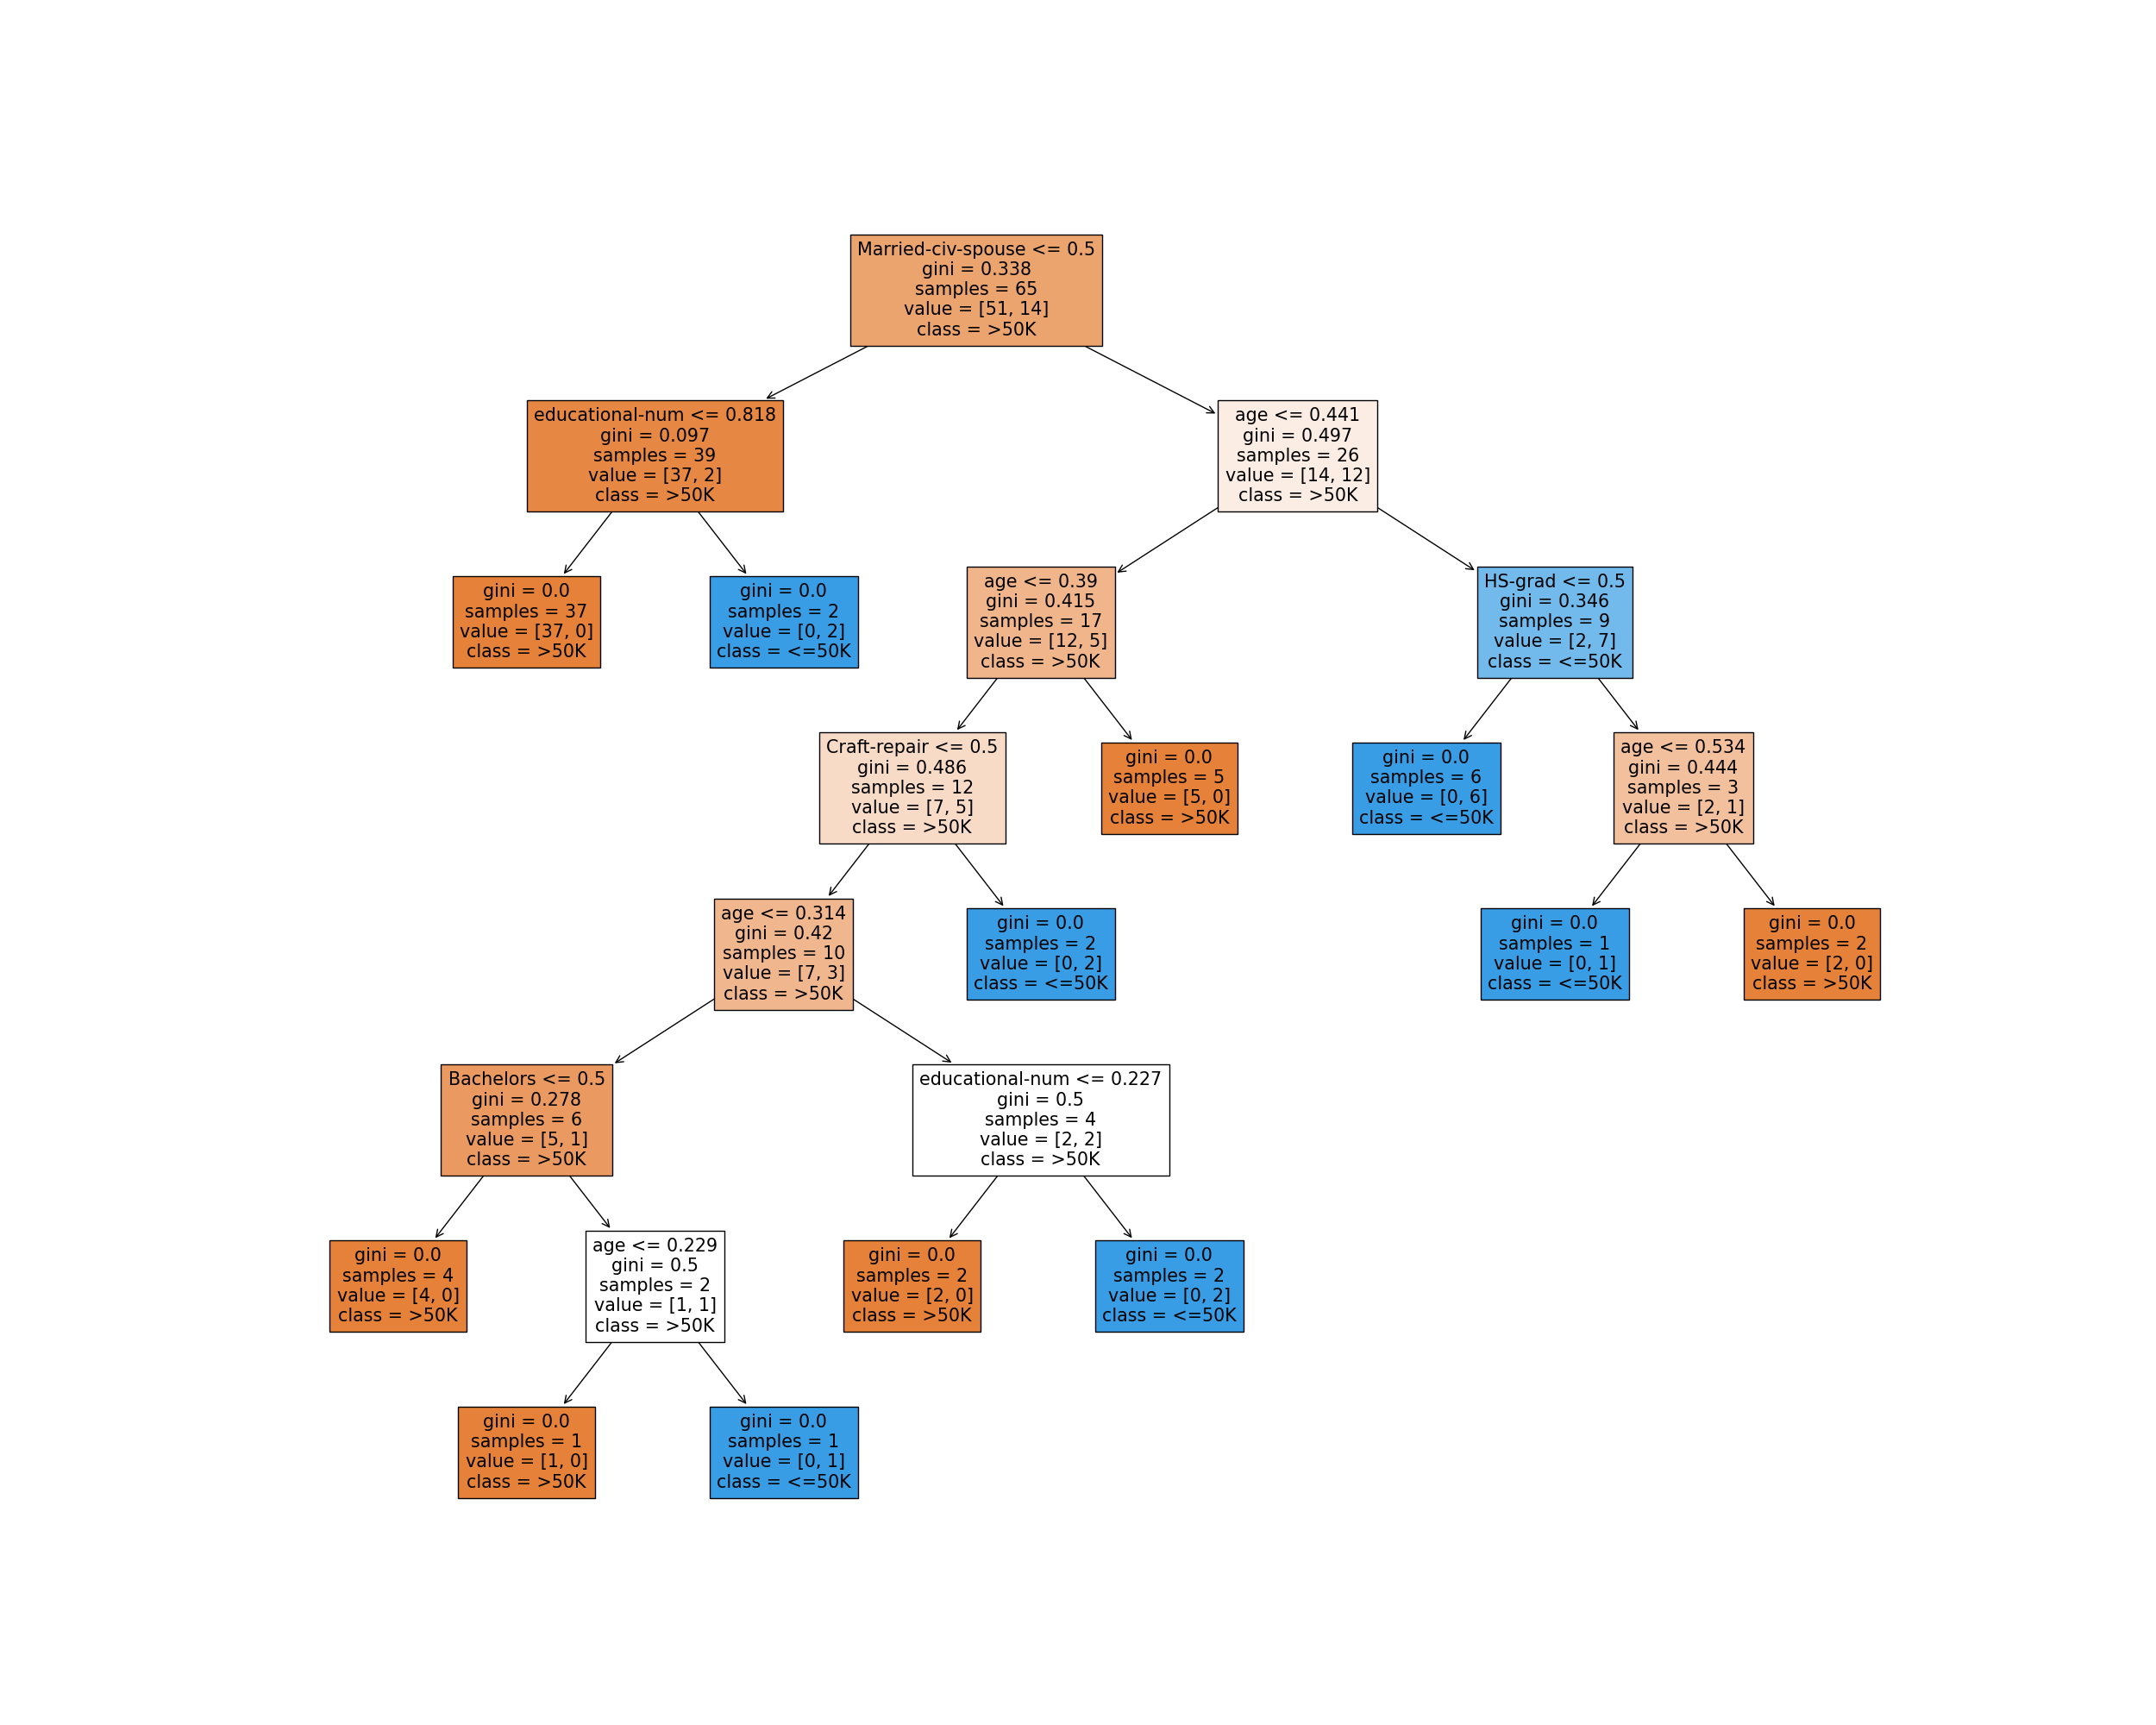 Married-civ-spouse <= 0.5
gini = 0.338
samples = 65
value = [51, 14]
class = >50K
educational-num <= 0.818
gini = 0.097
samples = 39
value = [37, 2]
class = >50K
age <= 0.441
gini = 0.497
samples = 26
value = [14, 12]
class = >50K
gini = 0.0
samples = 37
value = [37, 0]
class = >50K
gini = 0.0
samples = 2
value = [0, 2]
class = <=50K
age <= 0.39
gini = 0.415
samples = 17
value = [12, 5]
class = >50K
HS-grad <= 0.5
gini = 0.346
samples = 9
value = [2, 7]
class = <=50K
Craft-repair <= 0.5
gini = 0.486
samples = 12
value = [7, 5]
class = >50K
gini = 0.0
samples = 5
value = [5, 0]
class = >50K
gini = 0.0
samples = 6
value = [0, 6]
class = <=50K
age <= 0.534
gini = 0.444
samples = 3
value = [2, 1]
class = >50K
age <= 0.314
gini = 0.42
samples = 10
value = [7, 3]
class = >50K
gini = 0.0
samples = 2
value = [0, 2]
class = <=50K
gini = 0.0
samples = 1
value = [0, 1]
class = <=50K
gini = 0.0
samples = 2
value = [2, 0]
class = >50K
Bachelors <= 0.5
gini = 0.278
samples = 6
value = [5, 1]
class = >50K
educational-num <= 0.227
gini = 0.5
samples = 4
value = [2, 2]
class = >50K
gini = 0.0
samples = 4
value = [4, 0]
class = >50K
age <= 0.229
gini = 0.5
samples = 2
value = [1, 1]
class = >50K
gini = 0.0
samples = 2
value = [2, 0]
class = >50K
gini = 0.0
samples = 2
value = [0, 2]
class = <=50K
gini = 0.0
samples = 1
value = [1, 0]
class = >50K
gini = 0.0
samples = 1
value = [0, 1]
class = <=50K